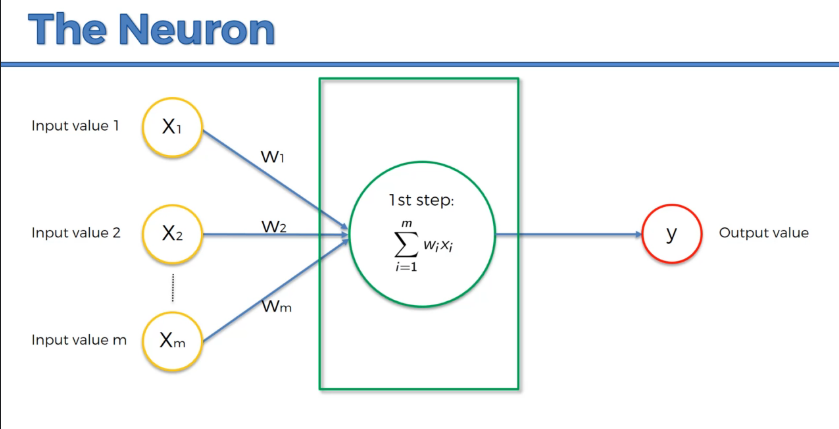 The Neuron
Input value 1
X1
W1
Input value 2
X2
W2
Input value m
Xm
Wm
1st step:
m
∑ wixi
i=1
y
Output value